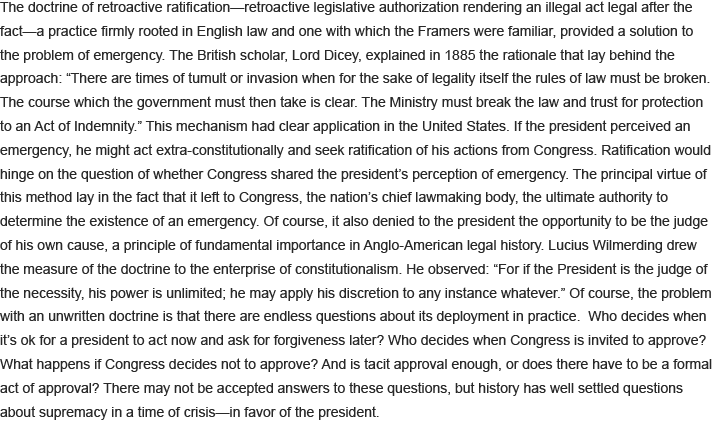 The doctrine of retroactive ratification—retroactive legislative authorization rendering an illegal act legal after the
fact—a practice firmly rooted in English law and one with which the Framers were familiar, provided a solution to
the problem of emergency. The British scholar, Lord Dicey, explained in 1885 the rationale that lay behind the
approach: “There are times of tumult or invasion when for the sake of legality itself the rules of law must be broken.
The course which the government must then take is clear. The Ministry must break the law and trust for protection
to an Act of Indemnity.” This mechanism had clear application in the United States. If the president perceived an
emergency, he might act extra-constitutionally and seek ratification of his actions from Congress. Ratification would
hinge on the question of whether Congress shared the president’s perception of emergency. The principal virtue of
this method lay in the fact that it left to Congress, the nation’s chief lawmaking body, the ultimate authority to
determine the existence of an emergency. Of course, it also denied to the president the opportunity to be the judge
of his own cause, a principle of fundamental importance in Anglo-American legal history. Lucius Wilmerding drew
the measure of the doctrine to the enterprise of constitutionalism. He observed: “For if the President is the judge of
the necessity, his power is unlimited; he may apply his discretion to any instance whatever.” Of course, the problem
with an unwritten doctrine is that there are endless questions about its deployment in practice.  Who decides when
it’s ok for a president to act now and ask for forgiveness later? Who decides when Congress is invited to approve?
What happens if Congress decides not to approve? And is tacit approval enough, or does there have to be a formal
act of approval? There may not be accepted answers to these questions, but history has well settled questions
about supremacy in a time of crisis—in favor of the president.